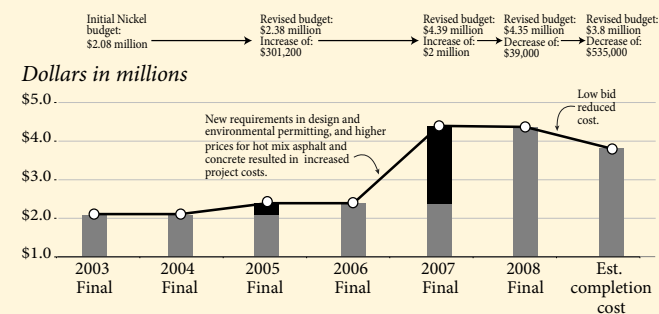 Initial Nickel
budget:
$2.08 million
Revised budget:
$2.38 million
Increase of:
$301,200
Revised budget:
$4.39 million
Increase of:
$2 million
Revised budget:
$4.35 million
Decrease of:
$39,000
Revised budget:
$3.8 million
Decrease of:
$535,000
Dollars in millions
$5.0
$4.0
$3.0
$2.0
$1.0
New requirements in design and
environmental permitting, and higher
prices for hot mix asphalt and
concrete resulted in increased
project costs.
Low bid
reduced
cost.
2003
Final
2004
Final
2005
Final
2006
Final
2007
Final
2008
Final
Est.
completion
cost